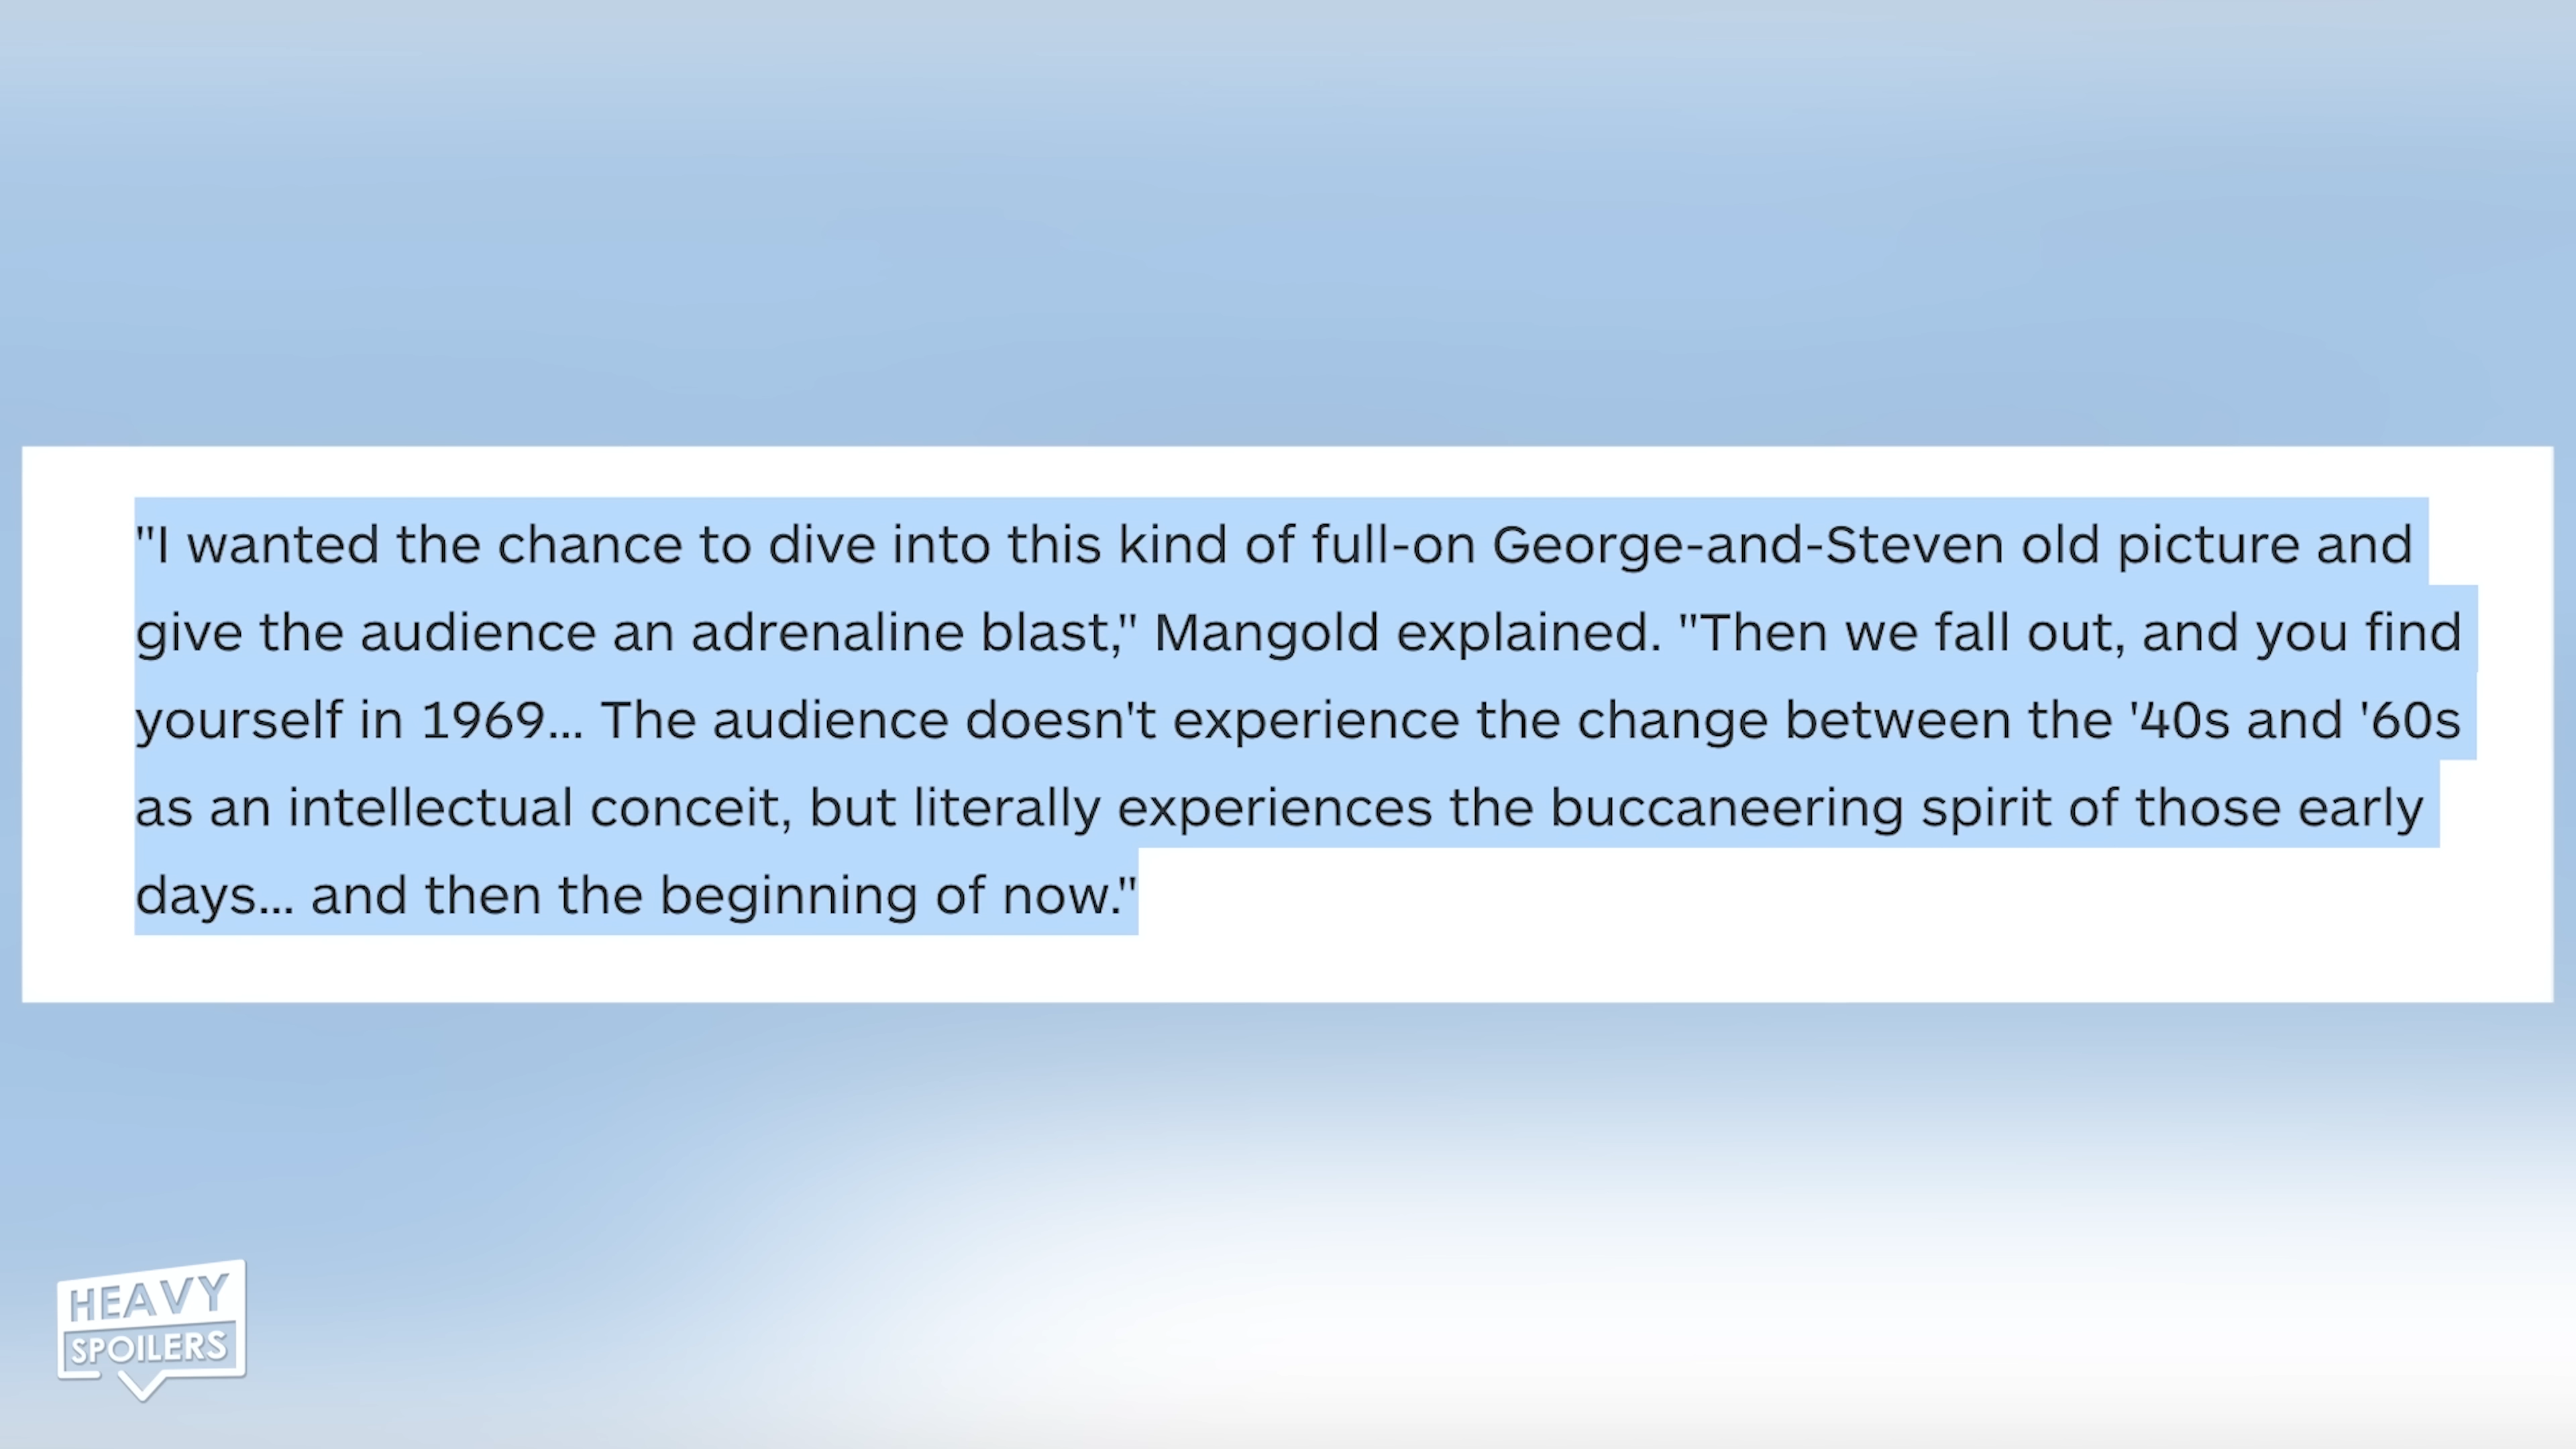 "I wanted the chance to dive into this kind of full-on George-and-Steven old picture and
give the audience an adrenaline blast," Mangold explained. "Then we fall out, and you find
yourself in 1969... The audience doesn't experience the change between the '40s and '60s
as an intellectual conceit, but literally experiences the buccaneering spirit of those early
days... and then the beginning of now."
HEAVY
SPOILERS